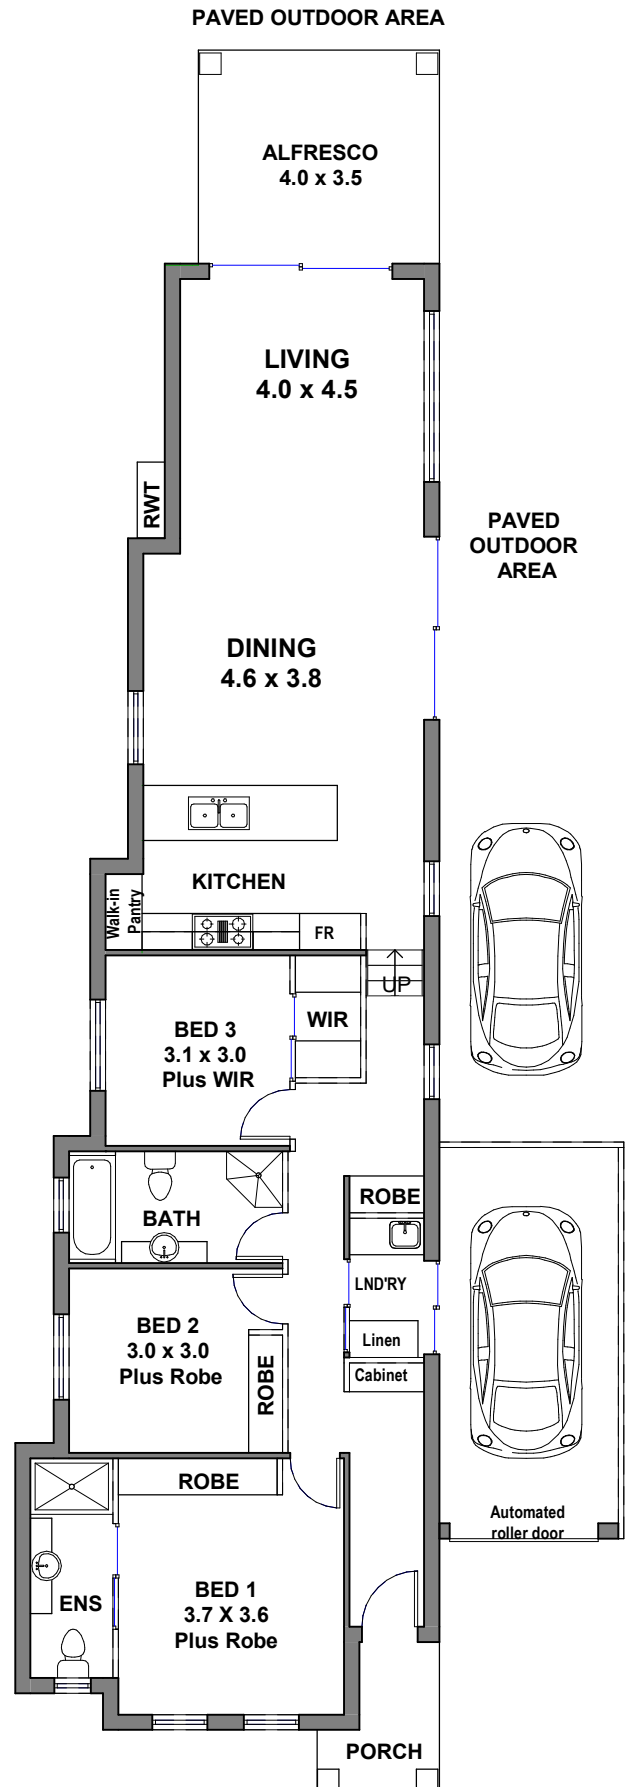 PAVED OUTDOOR AREA
ALFRESCO
4.0 x 3.5
LIVING
4.0 x 4.5
RWT
PAVED
OUTDOOR
AREA
DINING
4.6 x 3.8
KITCHEN
Walk-in
Pantry
FR
UP
WIR
BED 3
3.1 x 3.0
Plus WIR
ROBE
BATH
LND'RY
BED 2
3.0 x 3.0
Plus Robe
ROBE
Linen
Cabinet
ROBE
Automated
roller door
ENS
BED 1
3.7 X 3.6
Plus Robe
PORCH